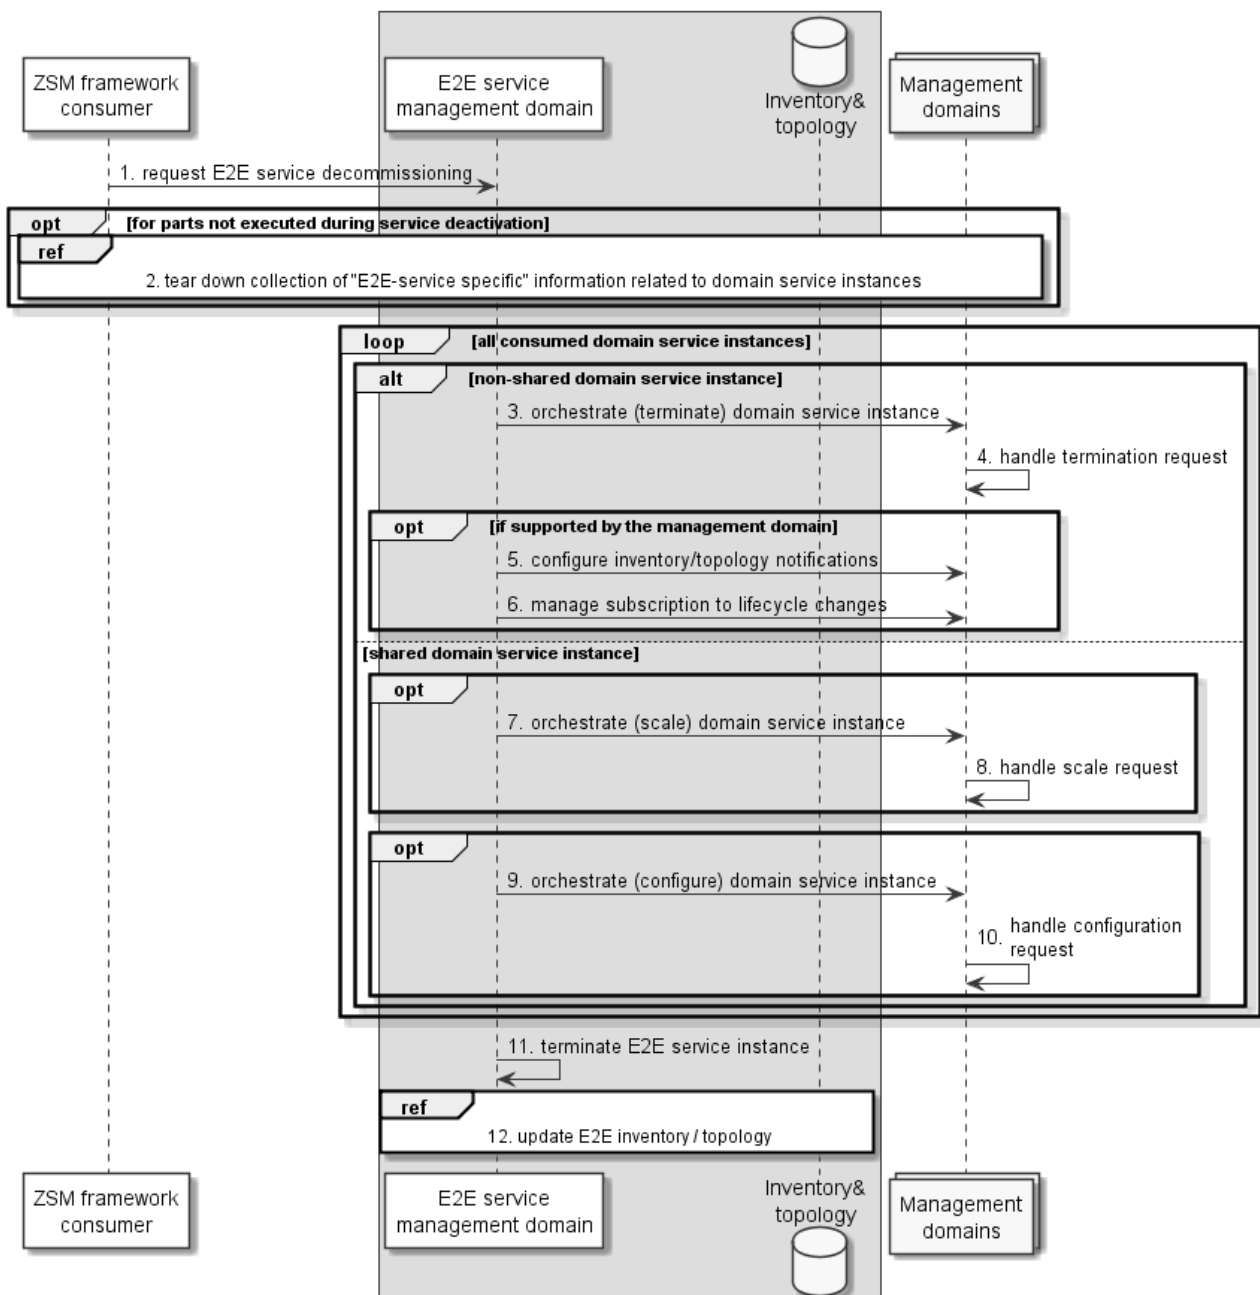 ZSM framework
consumer
E2E service
management domain
Inventory&
topology
Management
domains
1. request E2E service decommissioning
opt [for parts not executed during service deactivation]
ref
2. tear down collection of "E2E-service specific" information related to domain service instances
loop [all consumed domain service instances]
alt [non-shared domain service instance]
3. orchestrate (terminate) domain service instance
4. handle termination request
opt [if supported by the management domain]
5. configure inventory/topology notifications
6. manage subscription to lifecycle changes
[shared domain service instance]
opt
7. orchestrate (scale) domain service instance
8. handle scale request
opt
9. orchestrate (configure) domain service instance
10. handle configuration
request
11. terminate E2E service instance
ref
12. update E2E inventory / topology
ZSM framework
consumer
E2E service
management domain
Inventory&
topology
Management
domains